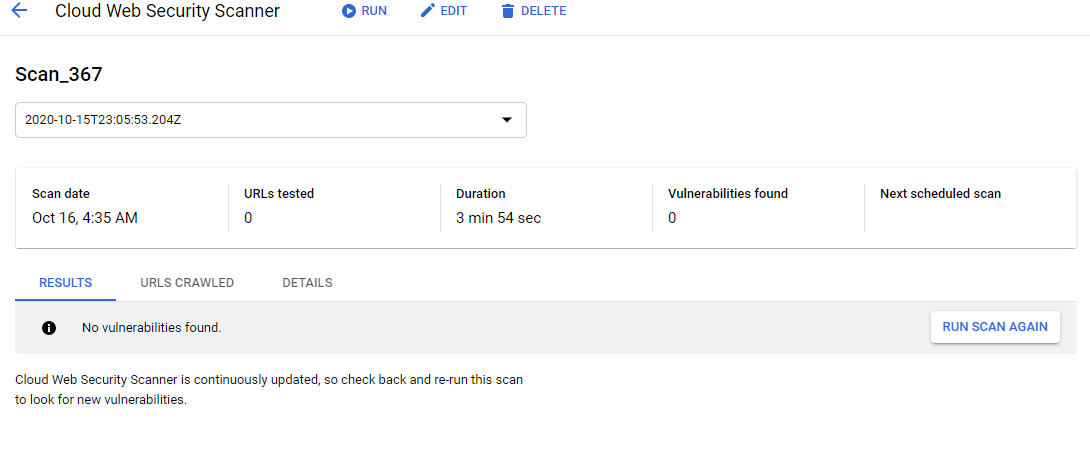 Cloud Web Security Scanner RUN EDIT DELETE
Scan_367
2020-10-15T23:05:53.204Z
Scan date URLs tested Duration Vulnerabilities found Next scheduled scan
Oct 16, 4:35 AM 0 3 min 54 sec 0
RESULTS URLS CRAWLED DETAILS
No vulnerabilities found. RUN SCAN AGAIN
Cloud Web Security Scanner is continuously updated, so check back and re-run this scan
to look for new vulnerabilities.